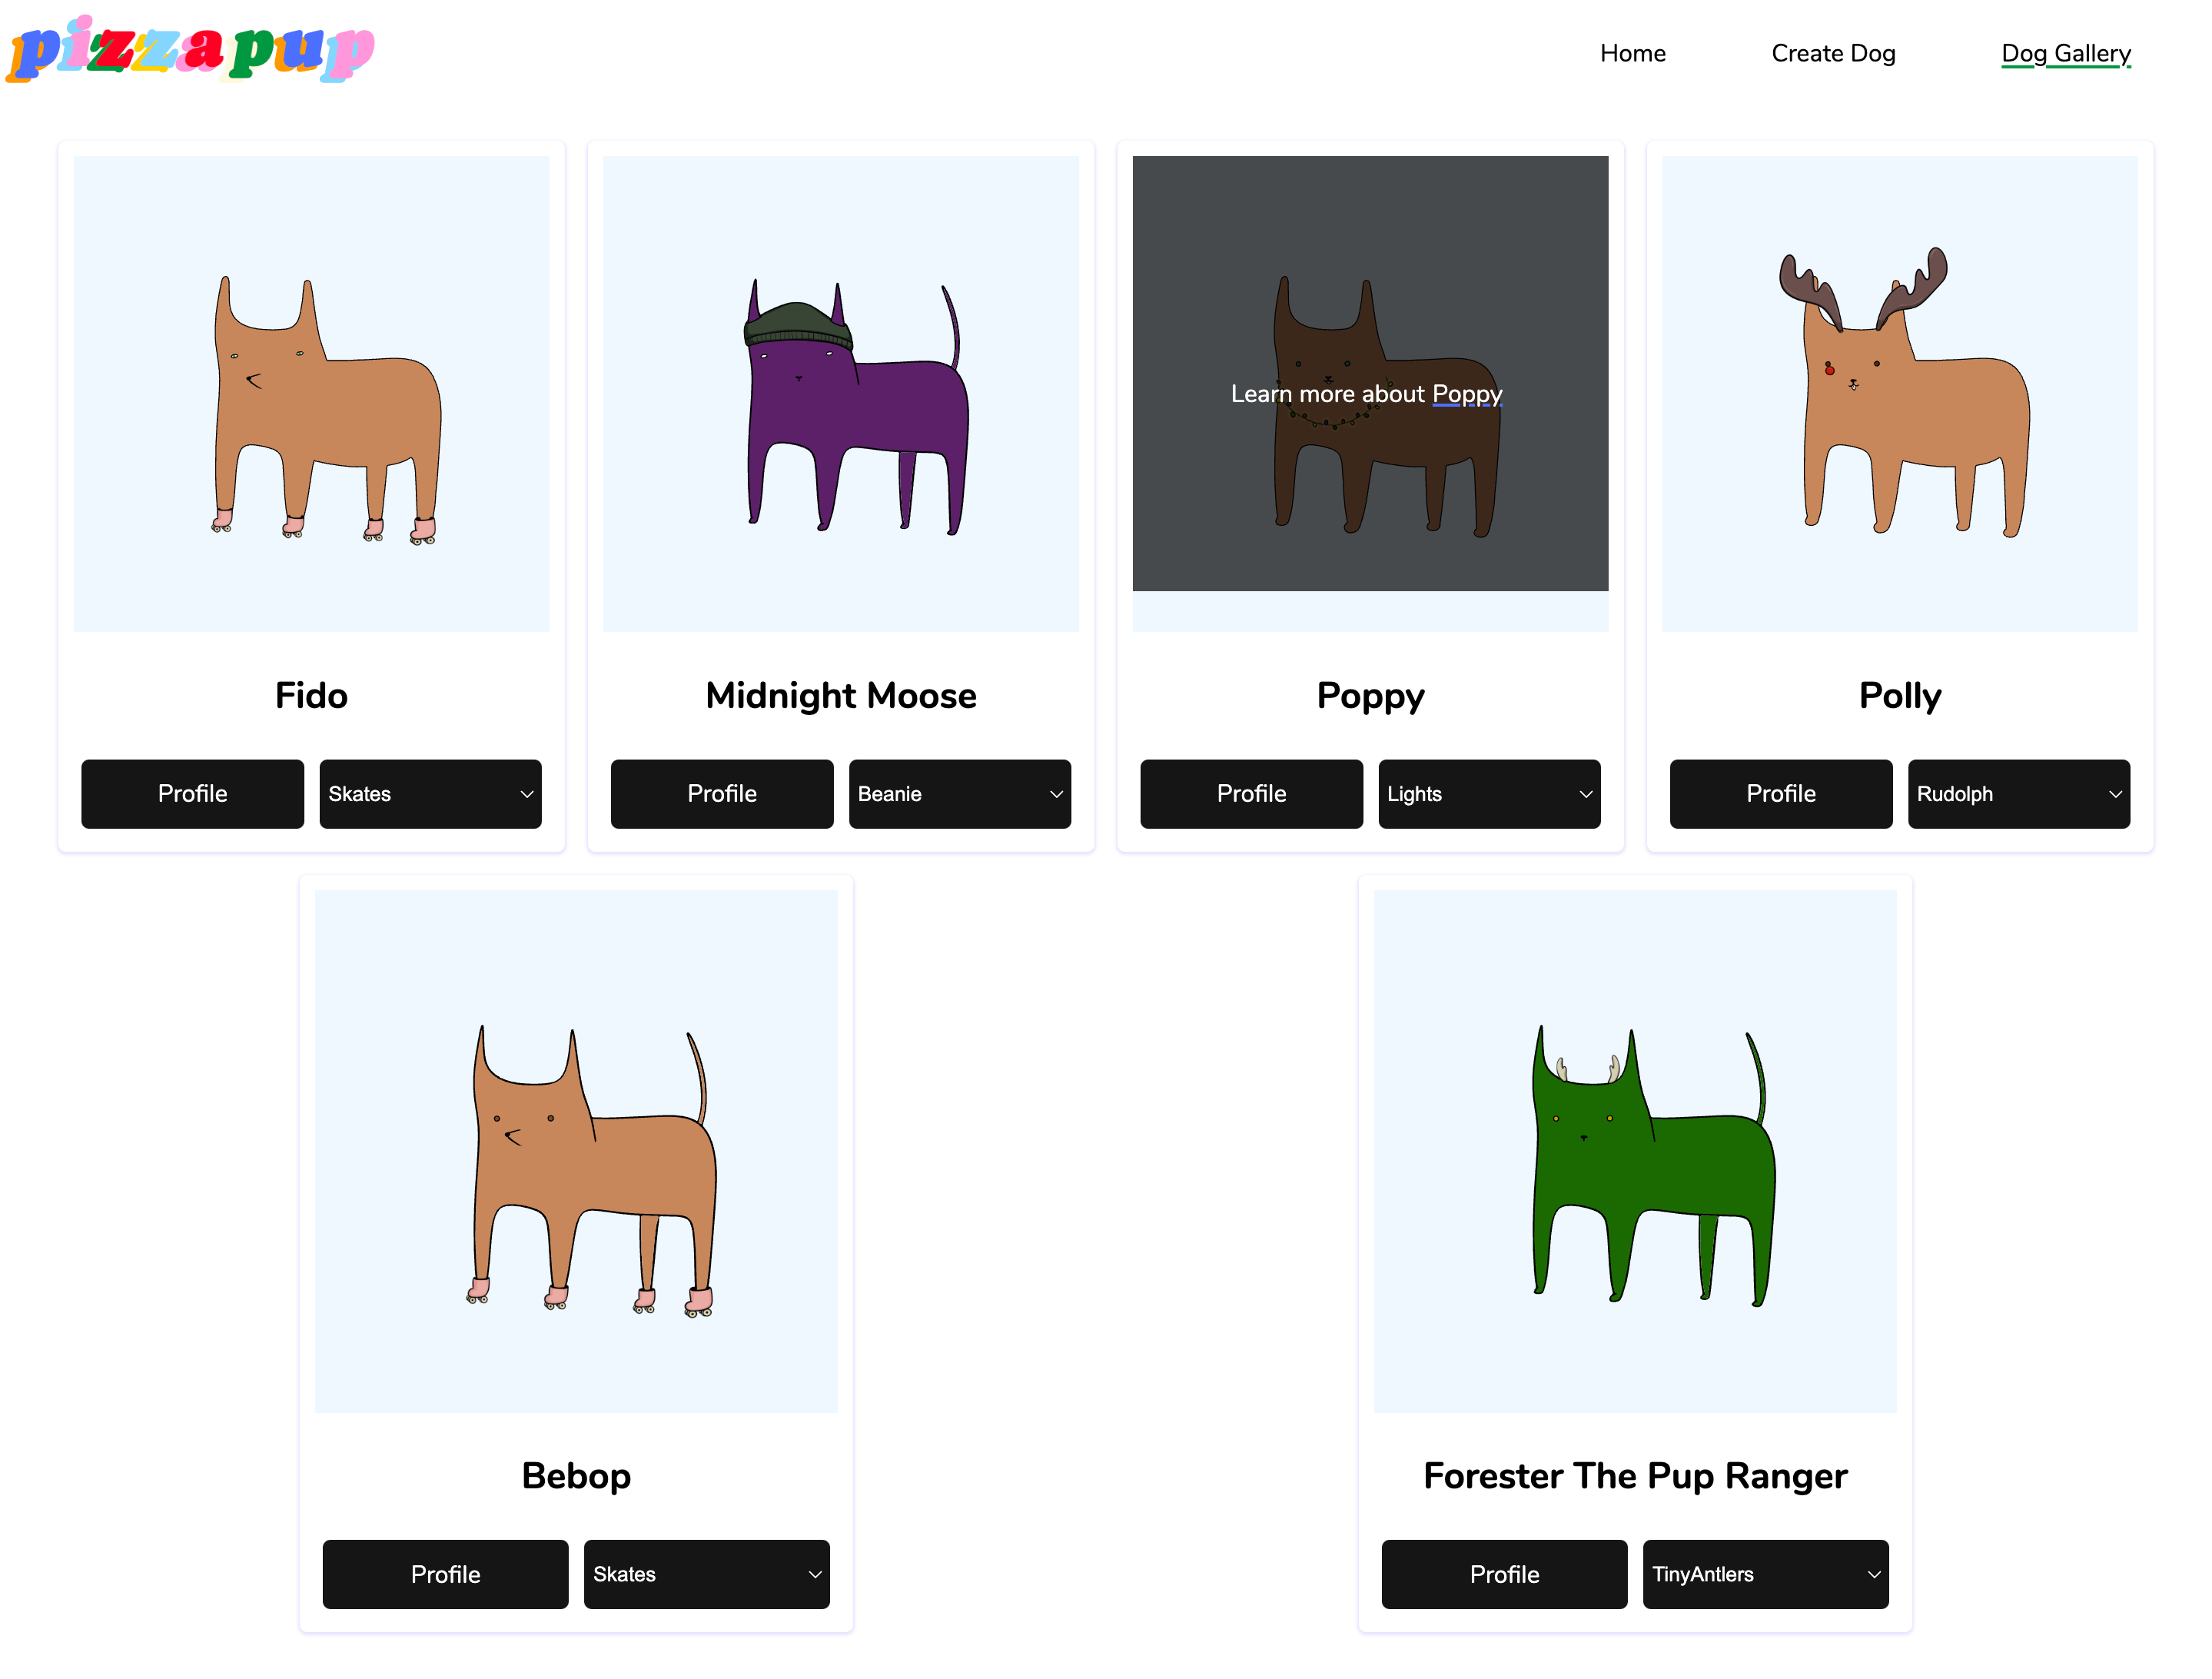 pizzapup
Home Create Dog Dog Gallery
Learn more about Poppy
Fido
Midnight Moose
Poppy
Polly
Profile Skates
Profile Beanie
Profile Lights
Profile Rudolph
Bebop
Forester The Pup Ranger
Profile Skates
Profile TinyAntlers